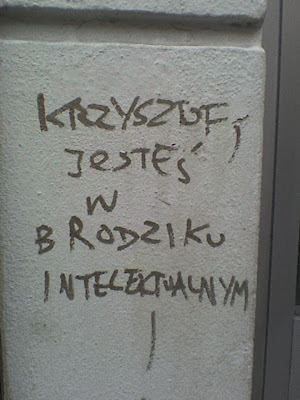 KRZYSZTOF,
JESTEŚ
W
BRODZIKU
INTELEKTUALNYM
!